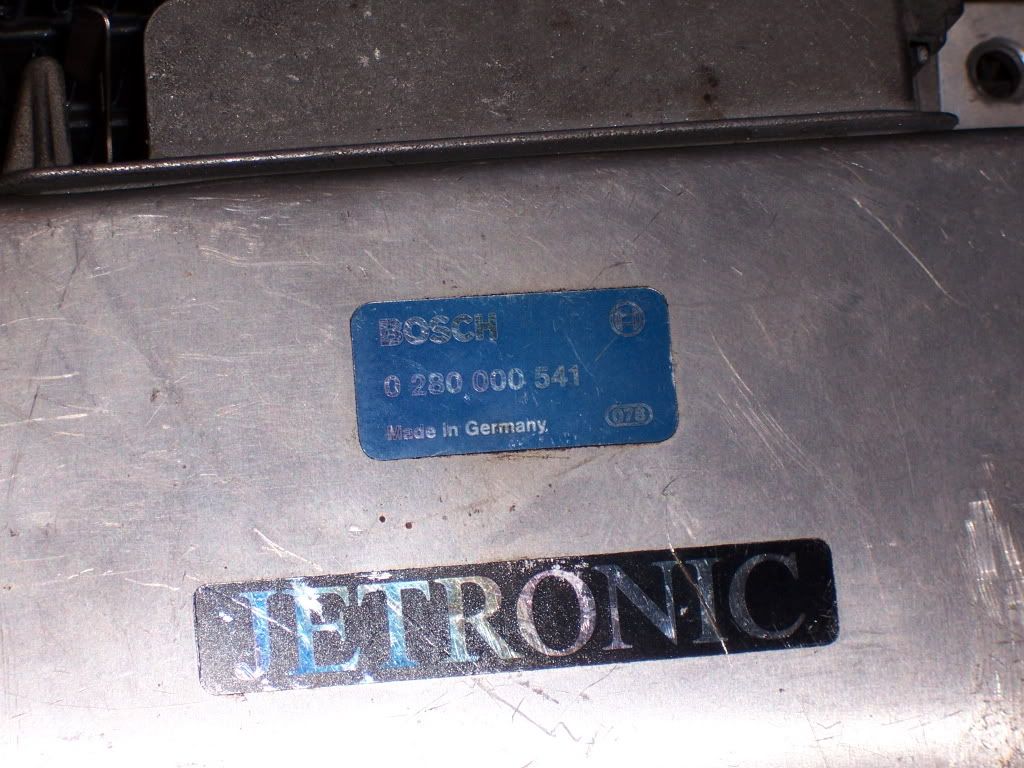 BOSCH
0 280 000 541
Made in Germany
078
JETRONIC